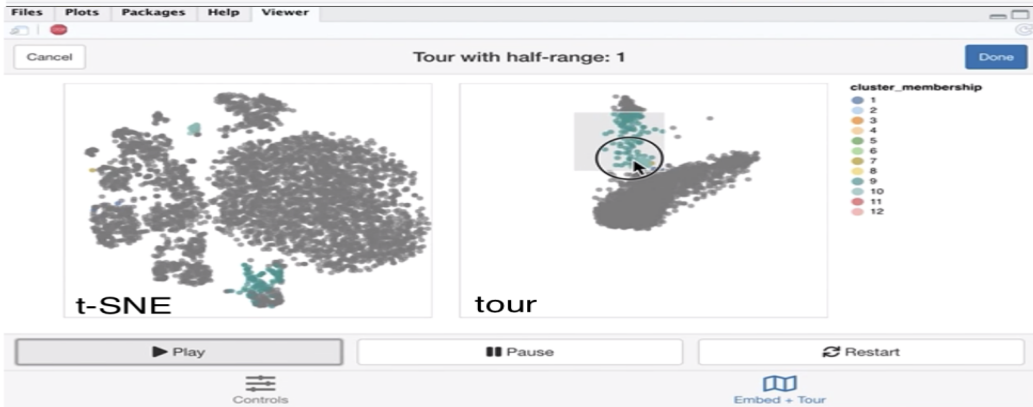 Files Plots Packages Help Viewer
Cancel Tour with half-range: 1 Done
cluster_membership
1
2
3
4
5
6
7
8
9
10
11
12
t-SNE tour
Play Pause Restart
Controls Embed + Tour